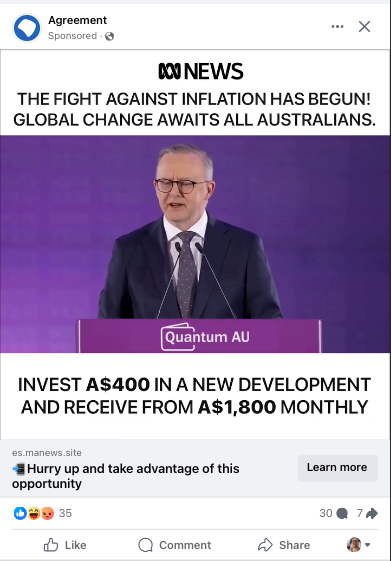 Agreement
Sponsored ·
NEWS
THE FIGHT AGAINST INFLATION HAS BEGUN!
GLOBAL CHANGE AWAITS ALL AUSTRALIANS.
Quantum AU
INVEST A$400 IN A NEW DEVELOPMENT
AND RECEIVE FROM A$1,800 MONTHLY
es.manews.site
Hurry up and take advantage of this
opportunity
Learn more
35
30
7
Like
Comment
Share